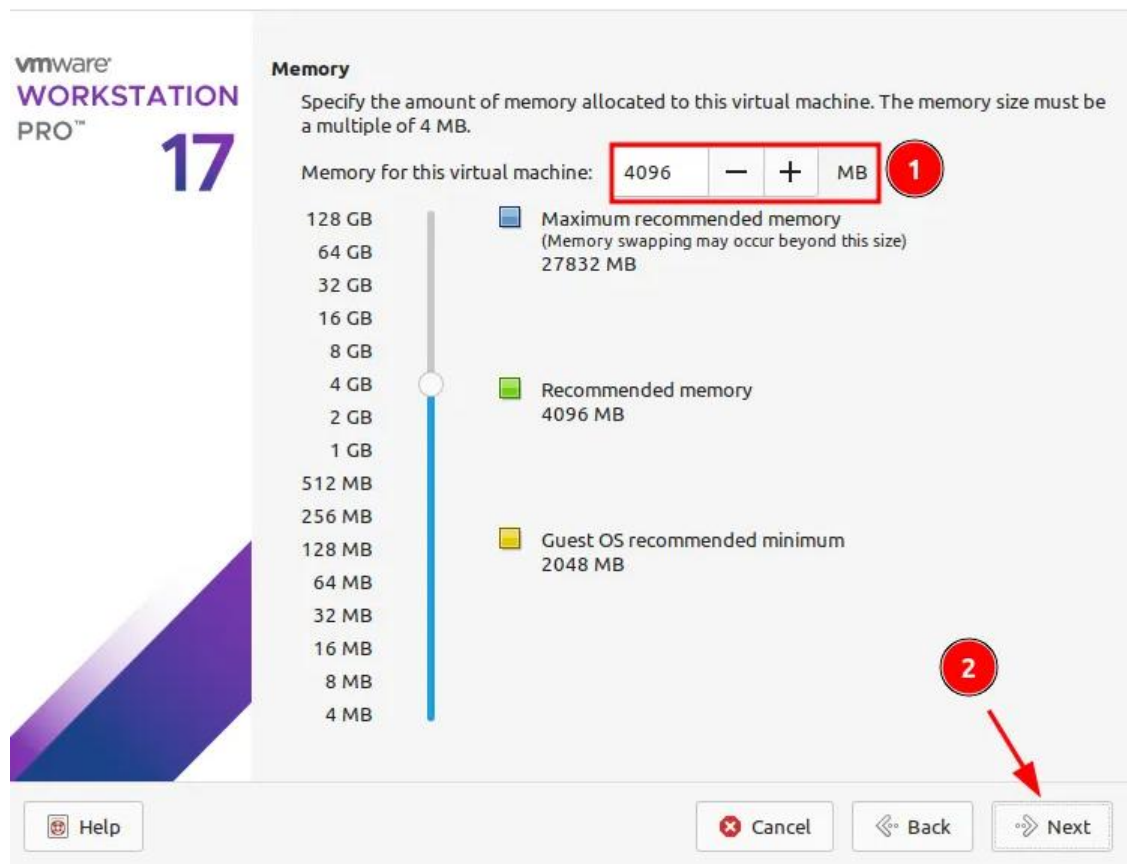 vmware®
WORKSTATION
PRO™
17
Memory
Specify the amount of memory allocated to this virtual machine. The memory size must be
a multiple of 4 MB.
Memory for this virtual machine: 4096 − + MB
1
128 GB
64 GB
32 GB
16 GB
8 GB
4 GB
2 GB
1 GB
512 MB
256 MB
128 MB
64 MB
32 MB
16 MB
8 MB
4 MB
Maximum recommended memory
(Memory swapping may occur beyond this size)
27832 MB
Recommended memory
4096 MB
Guest OS recommended minimum
2048 MB
2
Help
Cancel
Back
Next